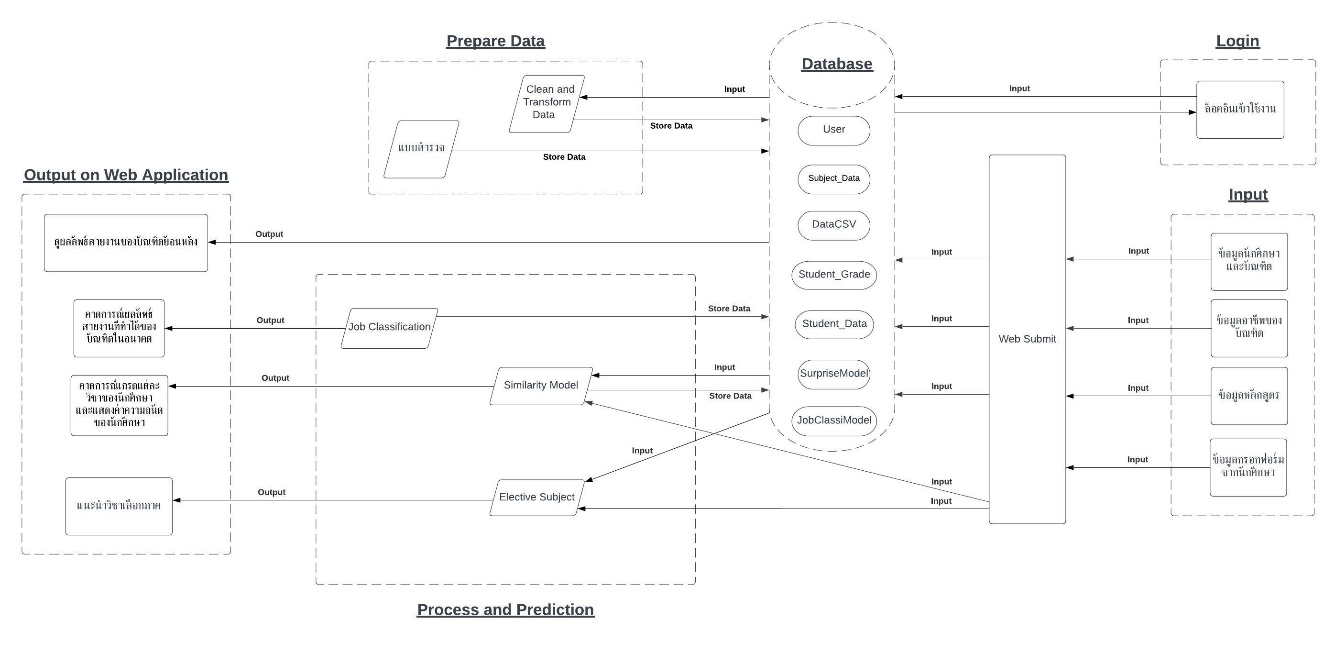 Prepare Data
Clean and
Transform
Data
แบบสำรวจ
Input
Store Data
Store Data
Database
User
Subject_Data
DataCSV
Student_Grade
Student_Data
SurpriseModel
JobClassiModel
Login
Input
ล็อคอินเข้าใช้งาน
Input
ข้อมูลนักศึกษา
และบัณฑิต
ข้อมูลอาชีพของ
บัณฑิต
ข้อมูลหลักสูตร
ข้อมูลกรอกฟอร์ม
จากนักศึกษา
Input
Input
Input
Input
Web Submit
Input
Input
Input
Input
Input
Output on Web Application
ดูผลลัพธ์สายงานของบัณฑิตย้อนหลัง
คาดการณ์ผลลัพธ์
สายงานที่ทำได้ของ
บัณฑิตในอนาคต
คาดการณ์เกรดแต่ละ
วิชาของนักศึกษา
และแสดงค่าความถนัด
ของนักศึกษา
แนะนำวิชาเลือกภาค
Output
Output
Output
Output
Job Classification
Similarity Model
Elective Subject
Store Data
Input
Store Data
Input
Process and Prediction